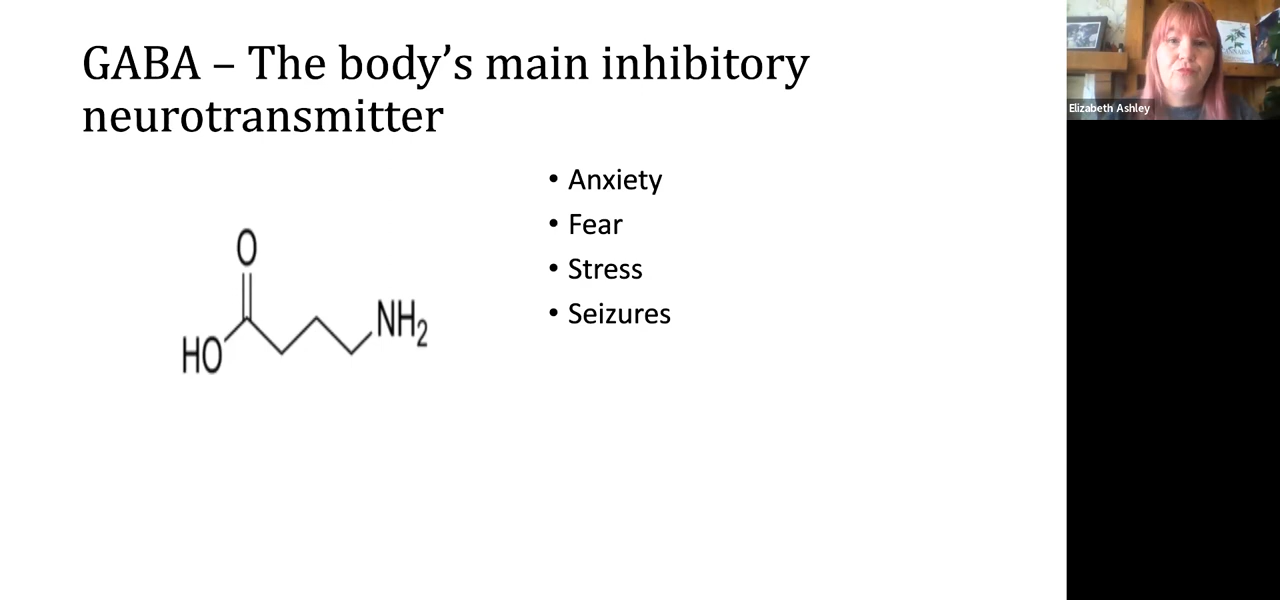 GABA – The body's main inhibitory
neurotransmitter
• Anxiety
• Fear
• Stress
• Seizures
O
HO
NH₂
Elizabeth Ashley